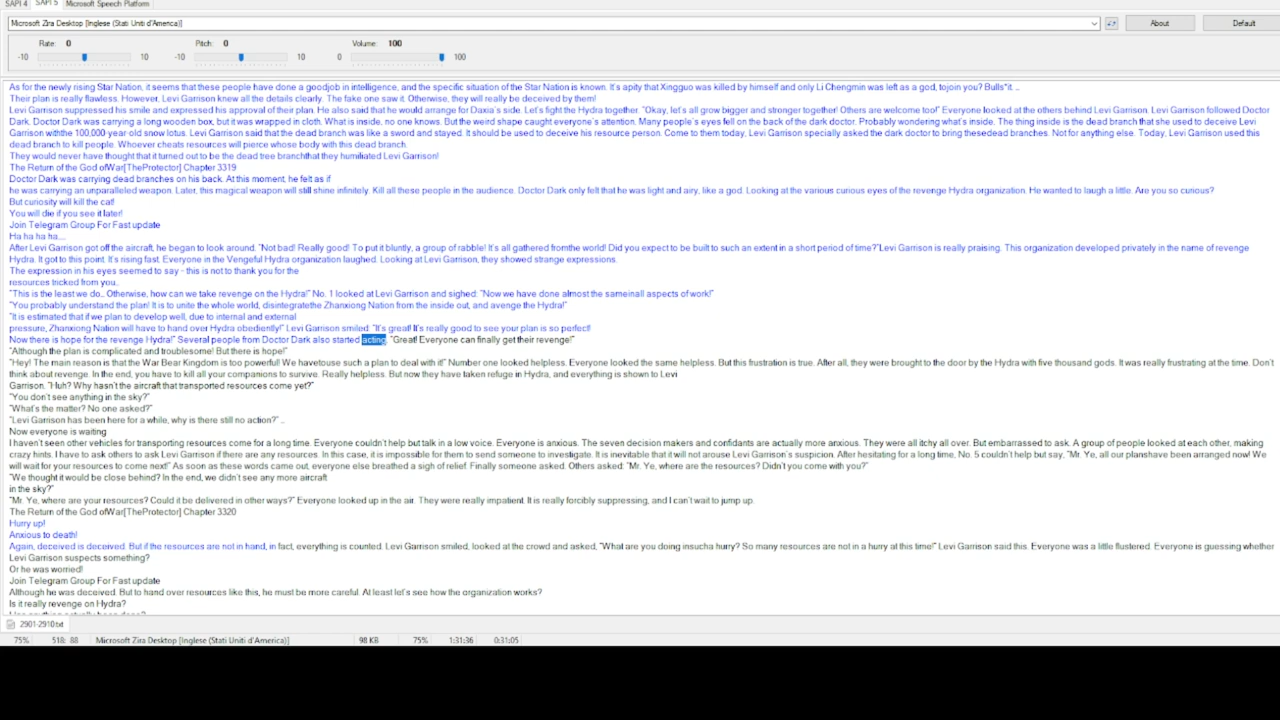 SAPI 4 SAPI 5 Microsoft Speech Platform
Microsoft Zira Desktop [Inglese (Stati Uniti d'America)]
About
Default
Rate: 0 Pitch: 0 Volume: 100
-10 10 -10 10 0 100
As for the newly rising Star Nation, it seems that these people have done a goodjob in intelligence, and the specific situation of the Star Nation is known. It's apity that Xingguo was killed by himself and only Li Chengmin was left as a god, tojoin you? Bulls*it. ..
Their plan is really flawless. However, Levi Garrison knew all the details clearly. The fake one saw it. Otherwise, they will really be deceived by them!
Levi Garrison suppressed his smile and expressed his approval of their plan. He also said that he would arrange for Daxia's side. Let's fight the Hydra together. "Okay, let's all grow bigger and stronger together! Others are welcome too!" Everyone looked at the others behind Levi Garrison. Levi Garrison followed Doctor
Dark. Doctor Dark was carrying a long wooden box, but it was wrapped in cloth. What is inside, no one knows. But the weird shape caught everyone's attention. Many people's eyes fell on the back of the dark doctor. Probably wondering what's inside. The thing inside is the dead branch that she used to deceive Levi
Garrison withthe 100,000-year-old snow lotus. Levi Garrison said that the dead branch was like a sword and stayed. It should be used to deceive his resource person. Come to them today, Levi Garrison specially asked the dark doctor to bring thesedead branches. Not for anything else. Today, Levi Garrison used this
dead branch to kill people. Whoever cheats resources will pierce whose body with this dead branch.
They would never have thought that it turned out to be the dead tree branchthat they humiliated Levi Garrison!
The Return of the God ofWar[TheProtector] Chapter 3319
Doctor Dark was carrying dead branches on his back. At this moment, he felt as if
he was carrying an unparalleled weapon. Later, this magical weapon will still shine infinitely. Kill all these people in the audience. Doctor Dark only felt that he was light and airy, like a god. Looking at the various curious eyes of the revenge Hydra organization. He wanted to laugh a little. Are you so curious?
But curiosity will kill the cat!
You will die if you see it later!
Join Telegram Group For Fast update
Ha ha ha ha....
After Levi Garrison got off the aircraft, he began to look around. "Not bad! Really good! To put it bluntly, a group of rabble! It's all gathered fromthe world! Did you expect to be built to such an extent in a short period of time?"Levi Garrison is really praising. This organization developed privately in the name of revenge
Hydra. It got to this point. It's rising fast. Everyone in the Vengeful Hydra organization laughed. Looking at Levi Garrison, they showed strange expressions.
The expression in his eyes seemed to say - this is not to thank you for the
resources tricked from you..
"This is the least we do... Otherwise, how can we take revenge on the Hydra!" No. 1 looked at Levi Garrison and sighed: "Now we have done almost the sameinall aspects of work!"
"You probably understand the plan! It is to unite the whole world, disintegratethe Zhanxiong Nation from the inside out, and avenge the Hydra!"
"It is estimated that if we plan to develop well, due to internal and external
pressure, Zhanxiong Nation will have to hand over Hydra obediently!" Levi Garrison smiled: "It's great! It's really good to see your plan is so perfect!
Now there is hope for the revenge Hydra!" Several people from Doctor Dark also started acting. "Great! Everyone can finally get their revenge!"
"Although the plan is complicated and troublesome! But there is hope!"
"Hey! The main reason is that the War Bear Kingdom is too powerful! We havetouse such a plan to deal with it!" Number one looked helpless. Everyone looked the same helpless. But this frustration is true. After all, they were brought to the door by the Hydra with five thousand gods. It was really frustrating at the time. Don't
think about revenge. In the end, you have to kill all your companions to survive. Really helpless. But now they have taken refuge in Hydra, and everything is shown to Levi
Garrison. "Huh? Why hasn't the aircraft that transported resources come yet?"
"You don't see anything in the sky?"
"What's the matter? No one asked?"
"Levi Garrison has been here for a while, why is there still no action?" ..
Now everyone is waiting
I haven't seen other vehicles for transporting resources come for a long time. Everyone couldn't help but talk in a low voice. Everyone is anxious. The seven decision makers and confidants are actually more anxious. They were all itchy all over. But embarrassed to ask. A group of people looked at each other, making
crazy hints. I have to ask others to ask Levi Garrison if there are any resources. In this case, it is impossible for them to send someone to investigate. It is inevitable that it will not arouse Levi Garrison's suspicion. After hesitating for a long time, No. 5 couldn't help but say, "Mr. Ye, all our planshave been arranged now! We
will wait for your resources to come next!" As soon as these words came out, everyone else breathed a sigh of relief. Finally someone asked. Others asked: "Mr. Ye, where are the resources? Didn't you come with you?"
"We thought it would be close behind? In the end, we didn't see any more aircraft
in the sky?"
"Mr. Ye, where are your resources? Could it be delivered in other ways?" Everyone looked up in the air. They were really impatient. It is really forcibly suppressing, and I can't wait to jump up.
The Return of the God ofWar[TheProtector] Chapter 3320
Hurry up!
Anxious to death!
Again, deceived is deceived. But if the resources are not in hand, in fact, everything is counted. Levi Garrison smiled, looked at the crowd and asked, "What are you doing insucha hurry? So many resources are not in a hurry at this time!" Levi Garrison said this. Everyone was a little flustered. Everyone is guessing whether
Levi Garrison suspects something?
Or he was worried!
Join Telegram Group For Fast update
Although he was deceived. But to hand over resources like this, he must be more careful. At least let's see how the organization works?
Is it really revenge on Hydra?
2901-2910.txt
75% 518: 88 Microsoft Zira Desktop [Inglese (Stati Uniti d'America)] 98 KB 75% 1:31:36 0:31:05